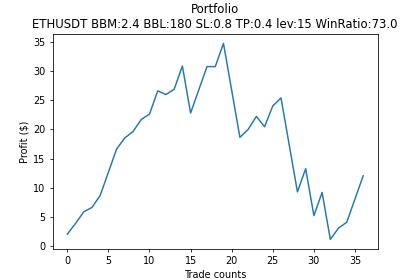 Portfolio
ETHUSDT BBM:2.4 BBL:180 SL:0.8 TP:0.4 lev:15 WinRatio:73.0
Profit ($)
35
30
25
20
15
10
5
0
0 5 10 15 20 25 30 35
Trade counts